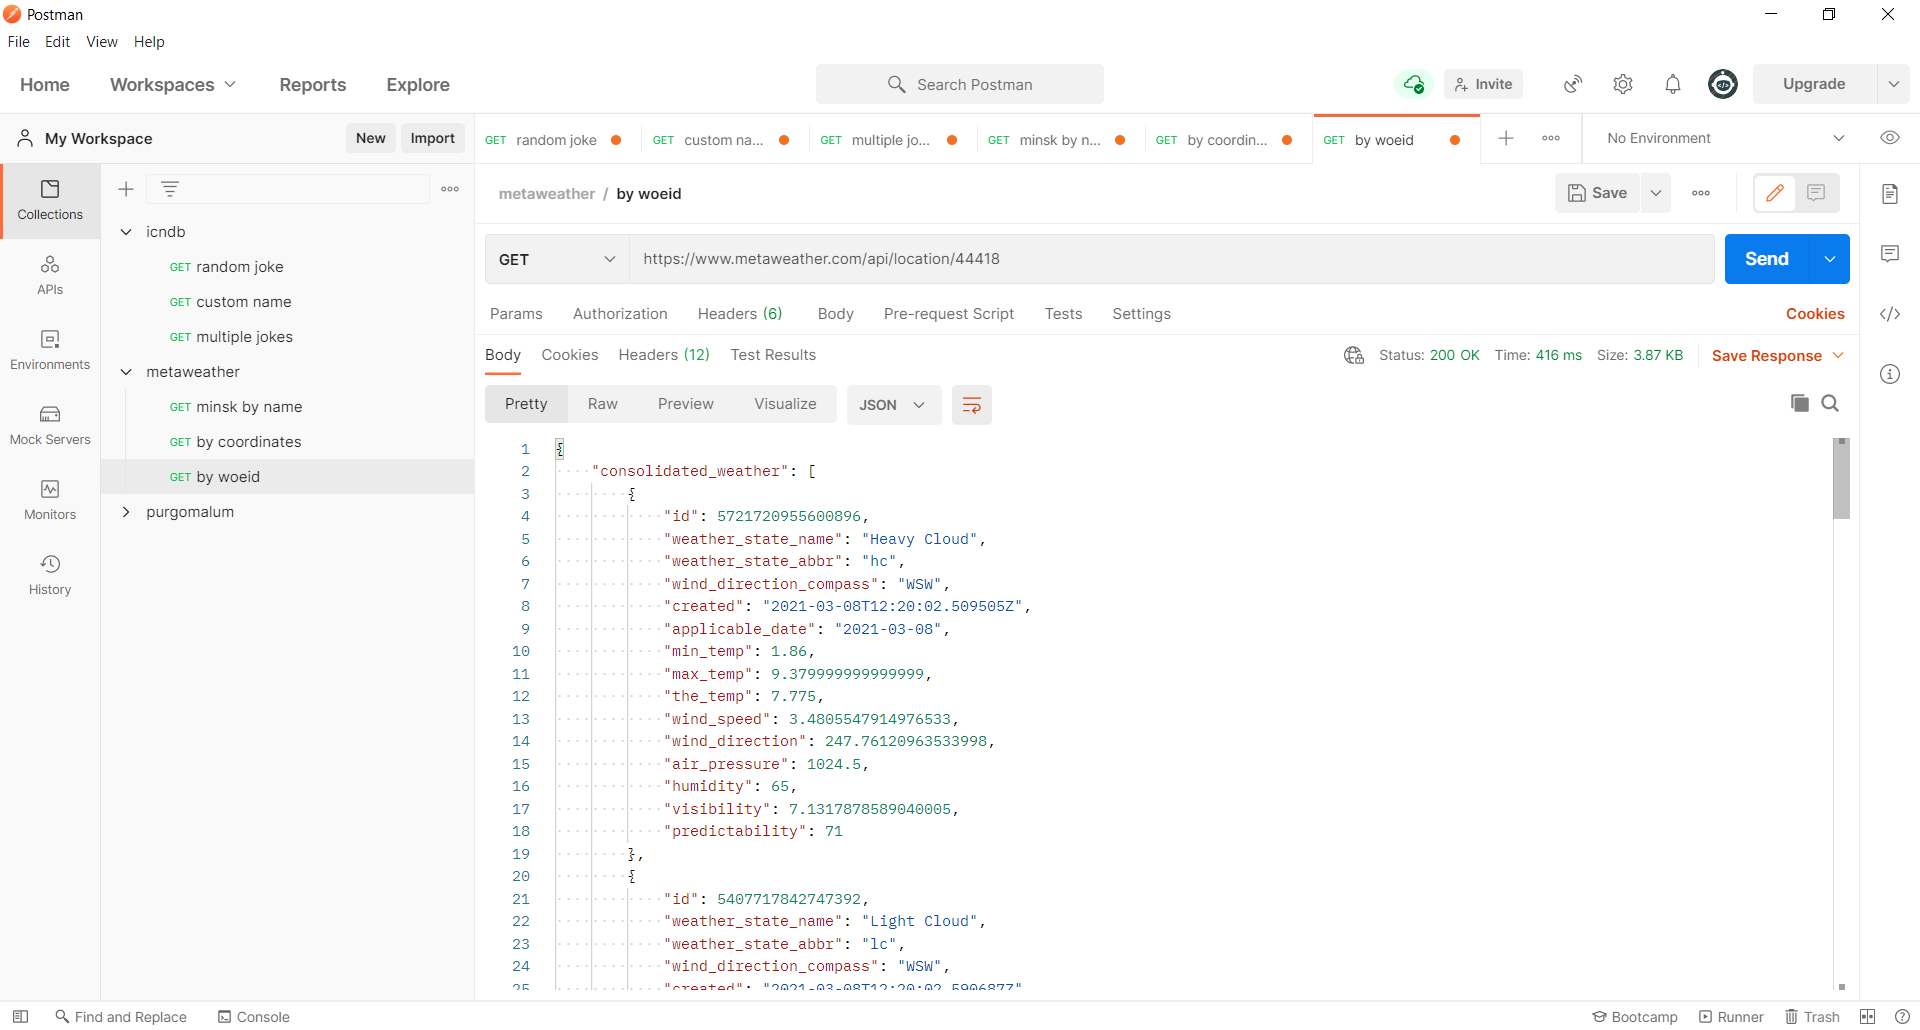 Postman
File Edit View Help
Home Workspaces Reports Explore Search Postman Invite Upgrade
My Workspace New Import GET random joke GET custom na... GET multiple jo... GET minsk by n... GET by coordin... GET by woeid No Environment
metaweather / by woeid Save
Collections
APIs
Environments
Mock Servers
Monitors
History
icndb
GET random joke
GET custom name
GET multiple jokes
metaweather
GET minsk by name
GET by coordinates
GET by woeid
purgomalum
GET https://www.metaweather.com/api/location/44418 Send
Params Authorization Headers (6) Body Pre-request Script Tests Settings Cookies
Body Cookies Headers (12) Test Results Status: 200 OK Time: 416 ms Size: 3.87 KB Save Response
Pretty Raw Preview Visualize JSON
1 {
2 "consolidated_weather": [
3 {
4 "id": 5721720955600896,
5 "weather_state_name": "Heavy Cloud",
6 "weather_state_abbr": "hc",
7 "wind_direction_compass": "WSW",
8 "created": "2021-03-08T12:20:02.509505Z",
9 "applicable_date": "2021-03-08",
10 "min_temp": 1.86,
11 "max_temp": 9.379999999999999,
12 "the_temp": 7.775,
13 "wind_speed": 3.4805547914976533,
14 "wind_direction": 247.76120963533998,
15 "air_pressure": 1024.5,
16 "humidity": 65,
17 "visibility": 7.1317878589040005,
18 "predictability": 71
19 },
20 {
21 "id": 5407717842747392,
22 "weather_state_name": "Light Cloud",
23 "weather_state_abbr": "lc",
24 "wind_direction_compass": "WSW",
25 "created": "2021-03-08T12:20:02.590687Z"
Find and Replace Console Bootcamp Runner Trash